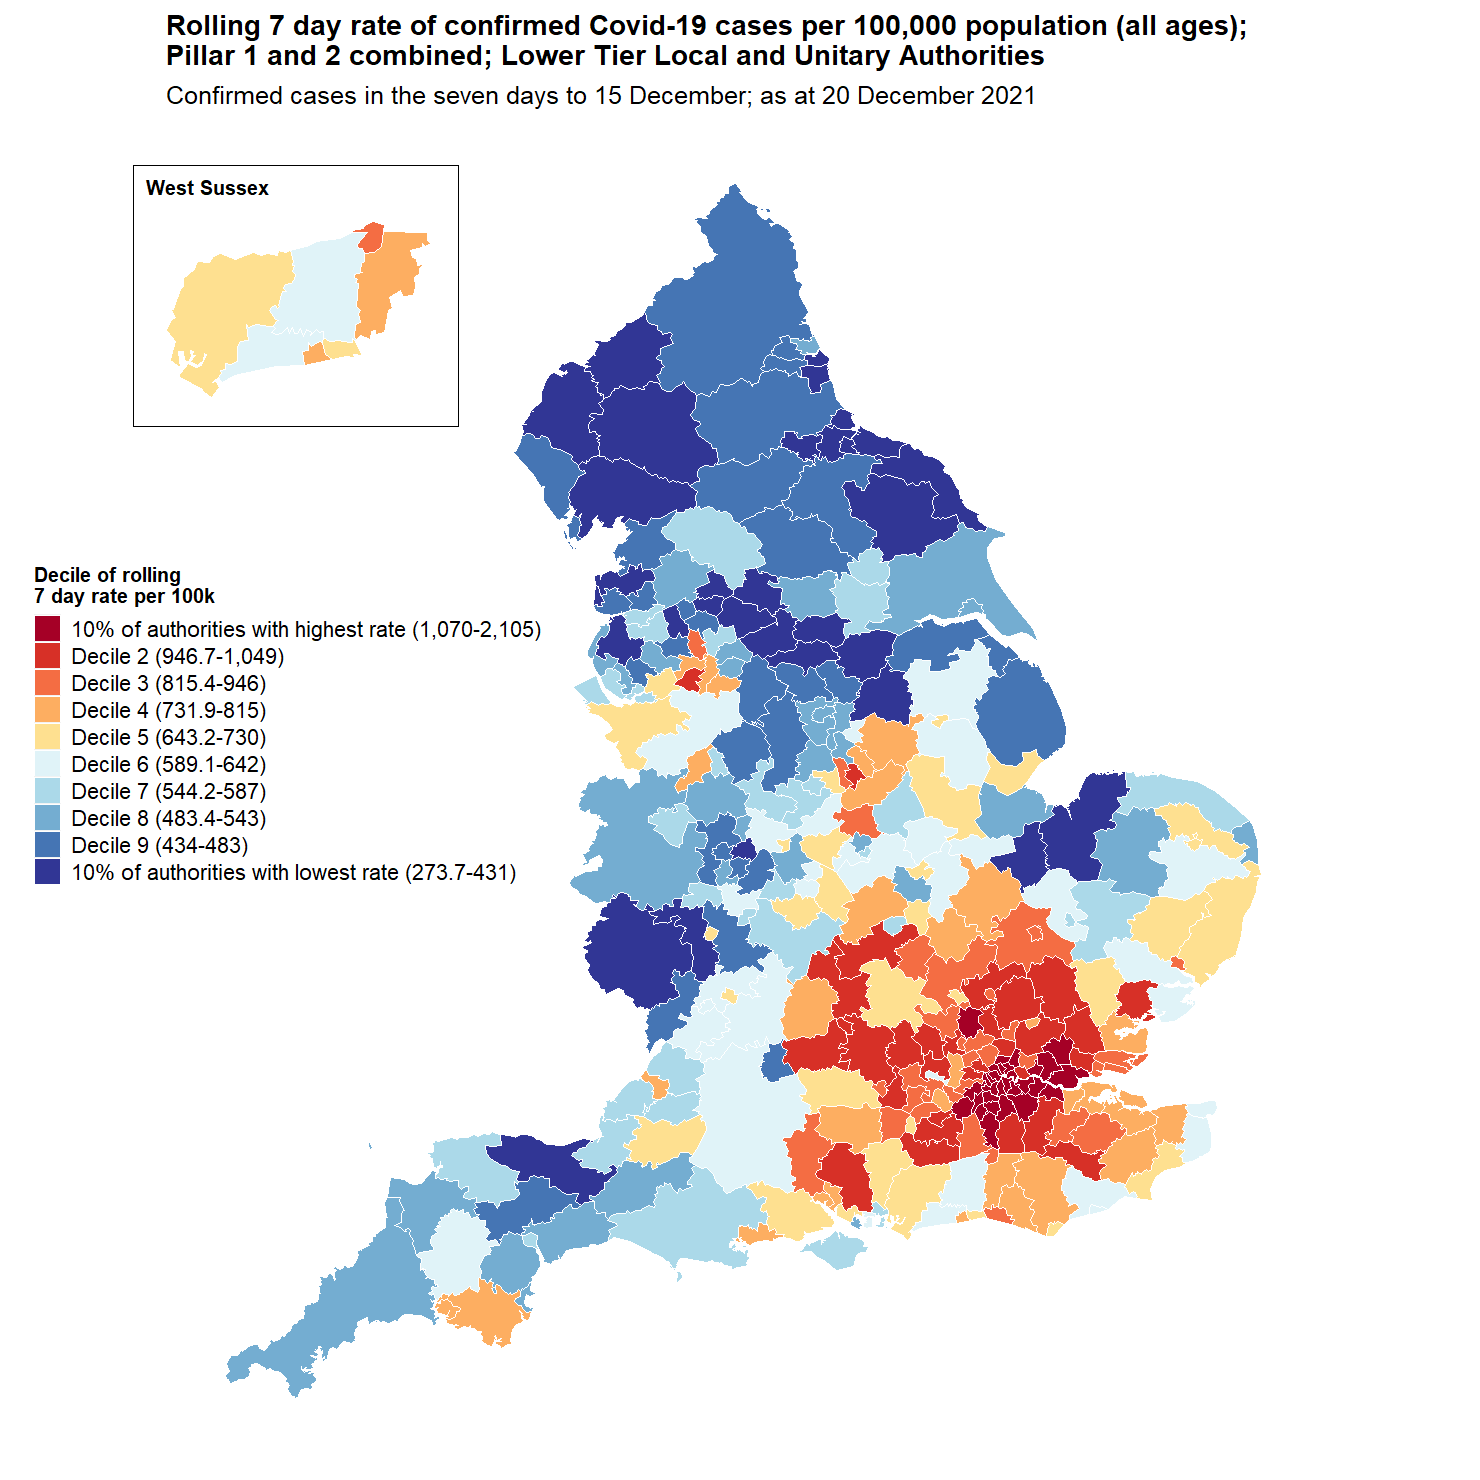 Rolling 7 day rate of confirmed Covid-19 cases per 100,000 population (all ages);
Pillar 1 and 2 combined; Lower Tier Local and Unitary Authorities
Confirmed cases in the seven days to 15 December; as at 20 December 2021
West Sussex
Decile of rolling
7 day rate per 100k
10% of authorities with highest rate (1,070-2,105)
Decile 2 (946.7-1,049)
Decile 3 (815.4-946)
Decile 4 (731.9-815)
Decile 5 (643.2-730)
Decile 6 (589.1-642)
Decile 7 (544.2-587)
Decile 8 (483.4-543)
Decile 9 (434-483)
10% of authorities with lowest rate (273.7-431)